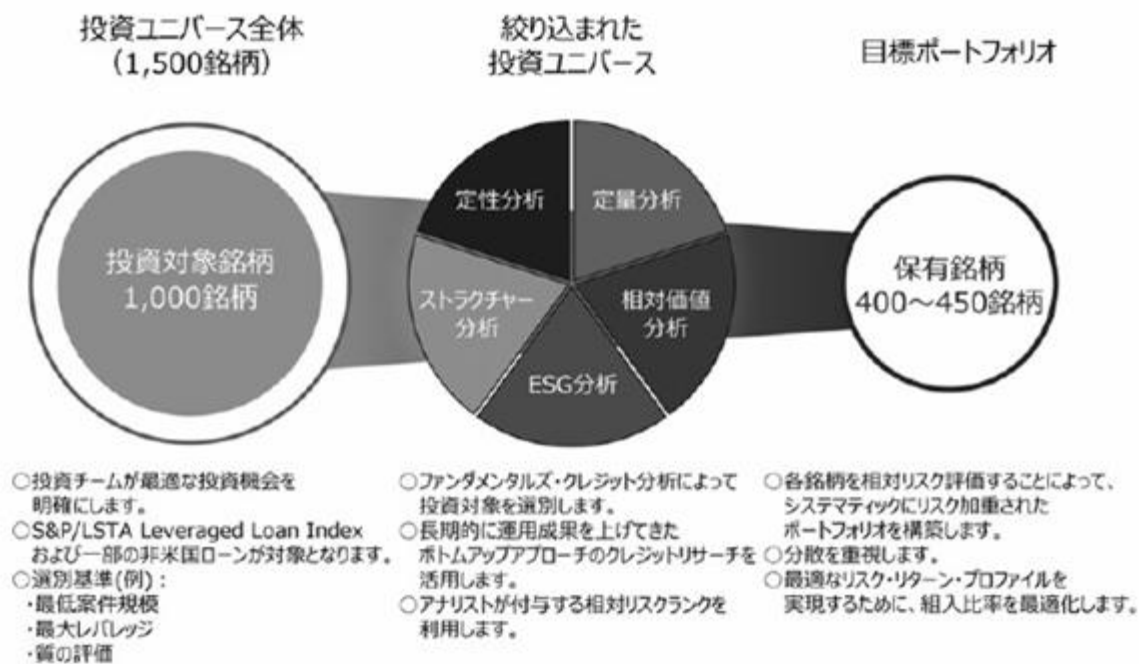 投資ユニバース全体
(1,500銘柄)
絞り込まれた
投資ユニバース
目標ポートフォリオ
投資対象銘柄
1,000銘柄
定性分析
定量分析
ストラクチャー
分析
相対価値
分析
ESG分析
保有銘柄
400～450銘柄
○投資チームが最適な投資機会を
明確にします。
○S&P/LSTA Leveraged Loan Index
および一部の非米国ローンが対象となります。
○選別基準(例)：
・最低案件規模
・最大レバレッジ
・質の評価
○ファンダメンタルズ・クレジット分析によって
投資対象を選別します。
○長期的に運用成果を上げてきた
ボトムアップアプローチのクレジットリサーチを
活用します。
○アナリストが付与する相対リスクランクを
利用します。
○各銘柄を相対リスク評価することによって、
システマティックにリスク加重された
ポートフォリオを構築します。
○分散を重視します。
○最適なリスク・リターン・プロファイルを
実現するために、組入比率を最適化します。